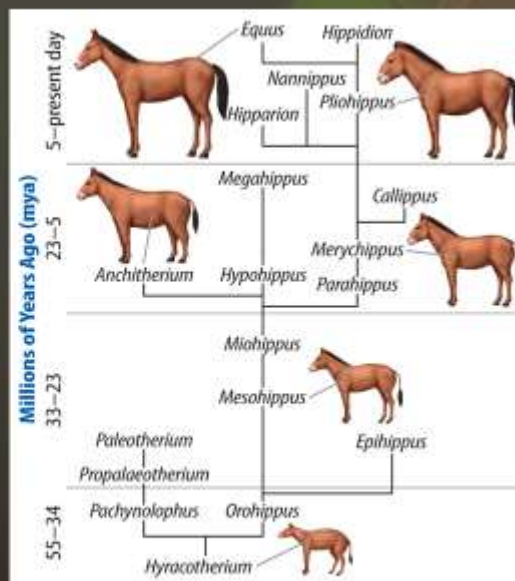 Equus Hippidion
Nannippus
Pliohippus
Hipparion
5–present day
Megahippus
Callippus
Merychippus
Anchitherium Hypohippus
Parahippus
23–5
Miohippus
Mesohippus
Epihippus
Paleotherium
Propalaeotherium
33–23
Pachynolophus Orohippus
Hyracotherium
55–34
Millions of Years Ago (mya)